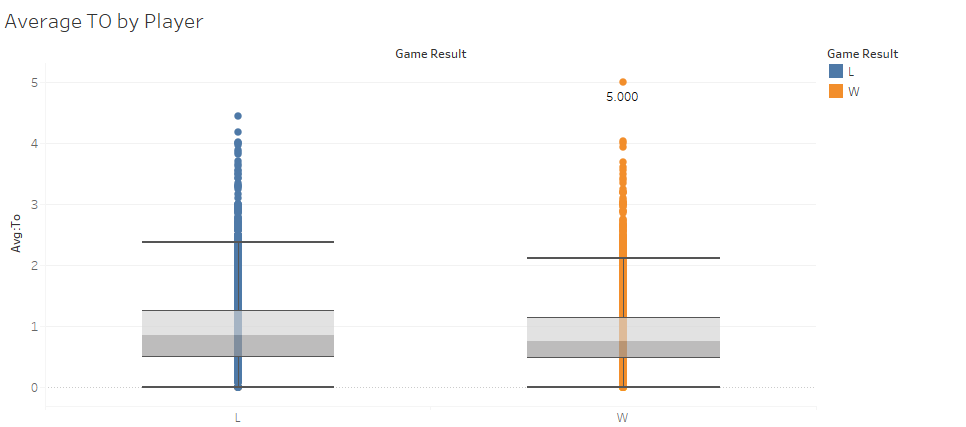 Average TO by Player
Game Result
Game Result
L
W
5
5.000
4
3
Avg:To
2
1
0
L
W